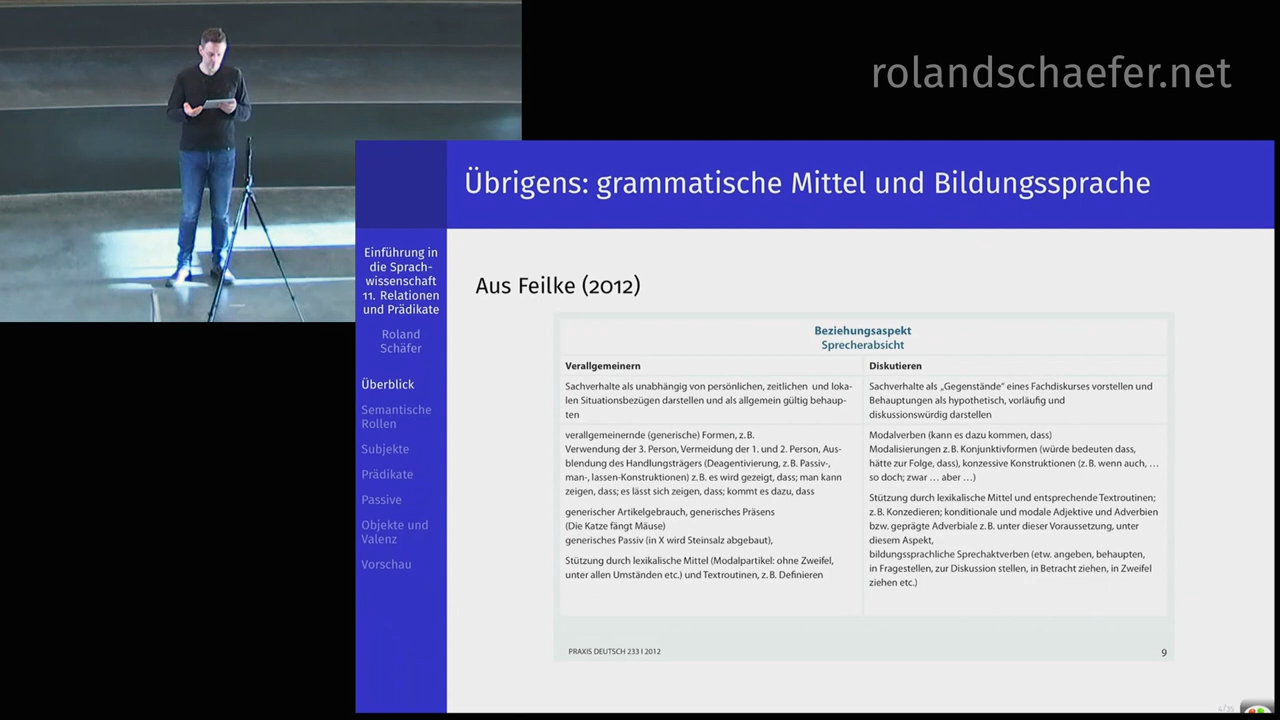 rolandschaefer.net
Übrigens: grammatische Mittel und Bildungssprache
Einführung in
die Sprach-
wissenschaft
11. Relationen
und Prädikate
Roland
Schäfer
Überblick
Semantische
Rollen
Subjekte
Prädikate
Passive
Objekte und
Valenz
Vorschau
Aus Feilke (2012)
Beziehungsaspekt
Sprecherabsicht
Verallgemeinern
Sachverhalte als unabhängig von persönlichen, zeitlichen und loka-
len Situationsbezügen darstellen und als allgemein gültig behaup-
ten
verallgemeinernde (generische) Formen, z.B.
Verwendung der 3. Person, Vermeidung der 1. und 2. Person, Aus-
blendung des Handlungsträgers (Deagentivierung, z.B. Passiv-,
man-, lassen-Konstruktionen) z.B. es wird gezeigt, dass; man kann
zeigen, dass; es lässt sich zeigen, dass; kommt es dazu, dass
generischer Artikelgebrauch, generisches Präsens
(Die Katze fängt Mäuse)
generisches Passiv (in X wird Steinsalz abgebaut),
Stützung durch lexikalische Mittel (Modalpartikel: ohne Zweifel,
unter allen Umständen etc.) und Textroutinen, z.B. Definieren
Diskutieren
Sachverhalte als „Gegenstände" eines Fachdiskurses vorstellen und
Behauptungen als hypothetisch, vorläufig und
diskussionswürdig darstellen
Modalverben (kann es dazu kommen, dass)
Modalisierungen z.B. Konjunktivformen (würde bedeuten dass,
hätte zur Folge, dass), konzessive Konstruktionen (z.B. wenn auch, …
so doch; zwar … aber …)
Stützung durch lexikalische Mittel und entsprechende Textroutinen;
z.B. Konzedieren; konditionale und modale Adjektive und Adverbien
bzw. geprägte Adverbiale z.B. unter dieser Voraussetzung, unter
diesem Aspekt,
bildungssprachliche Sprechaktverben (etw. angeben, behaupten,
in Fragestellen, zur Diskussion stellen, in Betracht ziehen, in Zweifel
ziehen etc.)
PRAXIS DEUTSCH 233 I 2012
9